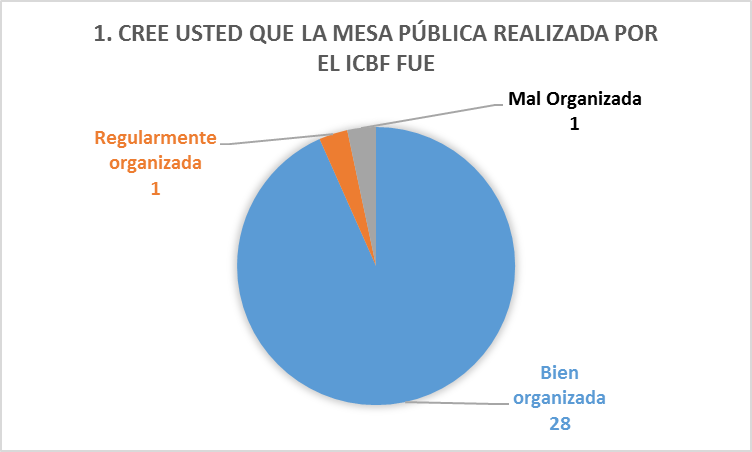 1. CREE USTED QUE LA MESA PÚBLICA REALIZADA POR
EL ICBF FUE
Mal Organizada
1
Regularmente
organizada
1
Bien
organizada
28